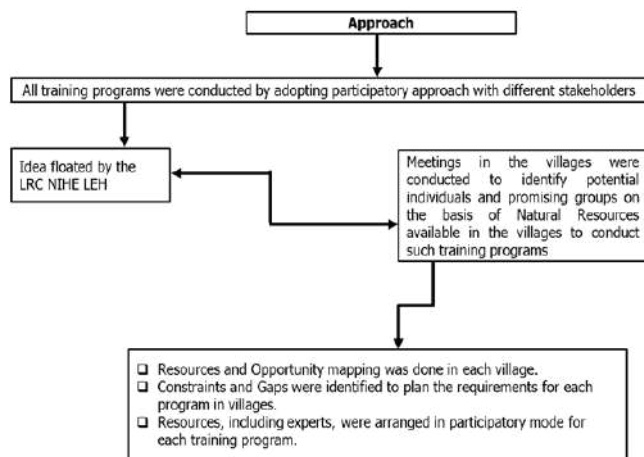 Approach
All training programs were conducted by adopting participatory approach with different stakeholders
Idea floated by the
LRC NIHE LEH
Meetings in the villages were
conducted to identify potential
individuals and promising groups on
the basis of Natural Resources
available in the villages to conduct
such training programs
❑ Resources and Opportunity mapping was done in each village.
❑ Constraints and Gaps were identified to plan the requirements for each
program in villages.
❑ Resources, including experts, were arranged in participatory mode for
each training program.